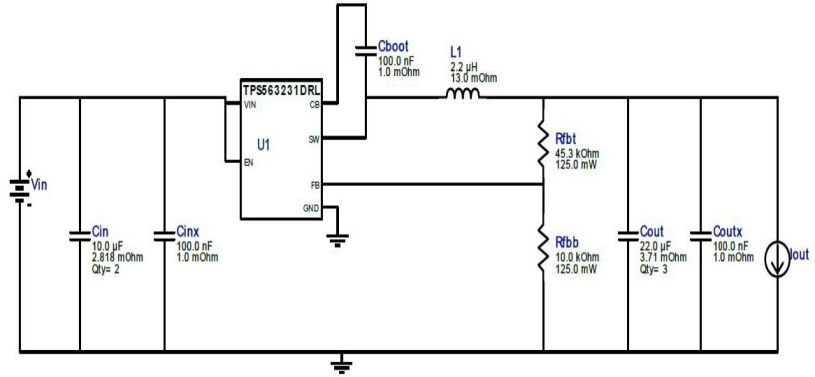 Cboot
100.0 nF
1.0 mOhm
L1
2.2 µH
13.0 mOhm
TPS563231DRL
VIN
CB
U1
SW
EN
FB
GND
Vin
Cin
10.0 µF
2.818 mOhm
Qty= 2
Cinx
100.0 nF
1.0 mOhm
Rfbt
45.3 kOhm
125.0 mW
Rfbb
10.0 kOhm
125.0 mW
Cout
22.0 µF
3.71 mOhm
Qty= 3
Coutx
100.0 nF
1.0 mOhm
Iout